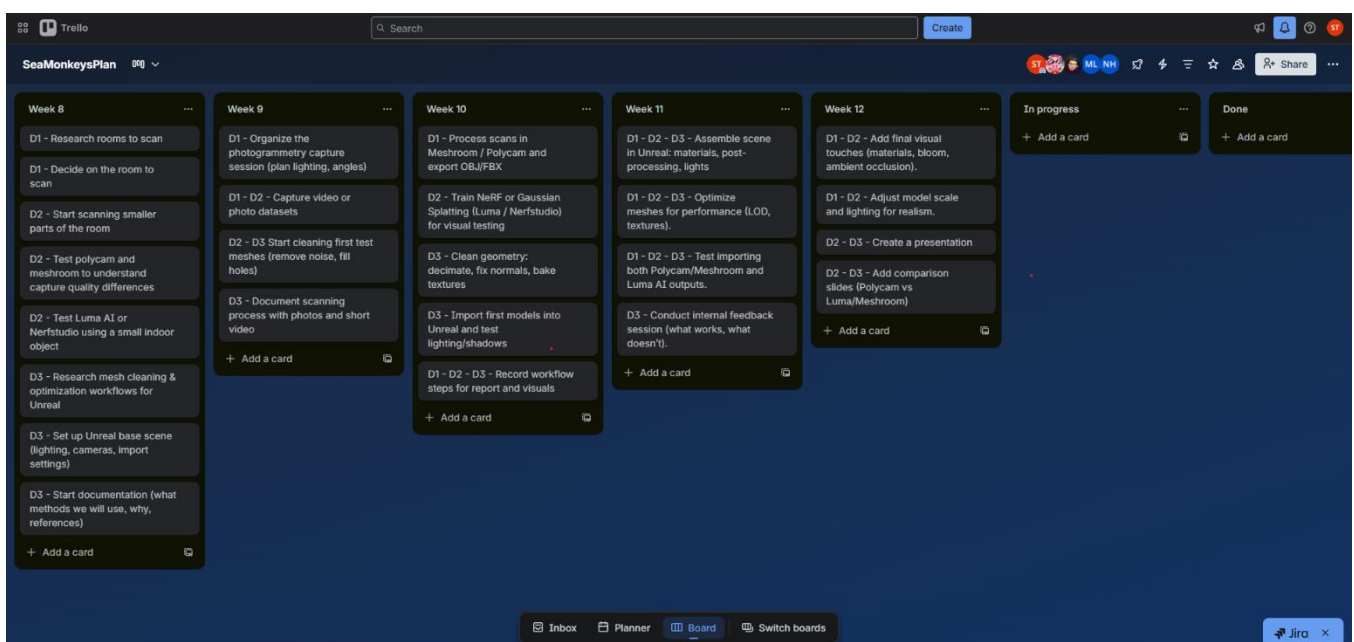 Trello
Search
Create
ST
SeaMonkeysPlan
ST
ML
NH
Share
Week 8
D1 - Research rooms to scan
D1 - Decide on the room to
scan
D2 - Start scanning smaller
parts of the room
D2 - Test polycam and
meshroom to understand
capture quality differences
D2 - Test Luma AI or
Nerfstudio using a small indoor
object
D3 - Research mesh cleaning &
optimization workflows for
Unreal
D3 - Set up Unreal base scene
(lighting, cameras, import
settings)
D3 - Start documentation (what
methods we will use, why,
references)
+ Add a card
Week 9
D1 - Organize the
photogrammetry capture
session (plan lighting, angles)
D1 - D2 - Capture video or
photo datasets
D2 - D3 Start cleaning first test
meshes (remove noise, fill
holes)
D3 - Document scanning
process with photos and short
video
+ Add a card
Week 10
D1 - Process scans in
Meshroom / Polycam and
export OBJ/FBX
D2 - Train NeRF or Gaussian
Splatting (Luma / Nerfstudio)
for visual testing
D3 - Clean geometry:
decimate, fix normals, bake
textures
D3 - Import first models into
Unreal and test
lighting/shadows
D1 - D2 - D3 - Record workflow
steps for report and visuals
+ Add a card
Week 11
D1 - D2 - D3 - Assemble scene
in Unreal: materials, post-
processing, lights
D1 - D2 - D3 - Optimize
meshes for performance (LOD,
textures).
D1 - D2 - D3 - Test importing
both Polycam/Meshroom and
Luma AI outputs.
D3 - Conduct internal feedback
session (what works, what
doesn't).
+ Add a card
Week 12
D1 - D2 - Add final visual
touches (materials, bloom,
ambient occlusion).
D1 - D2 - Adjust model scale
and lighting for realism.
D2 - D3 - Create a presentation
D2 - D3 - Add comparison
slides (Polycam vs
Luma/Meshroom)
+ Add a card
In progress
+ Add a card
Done
+ Add a card
Inbox
Planner
Board
Switch boards
Jira